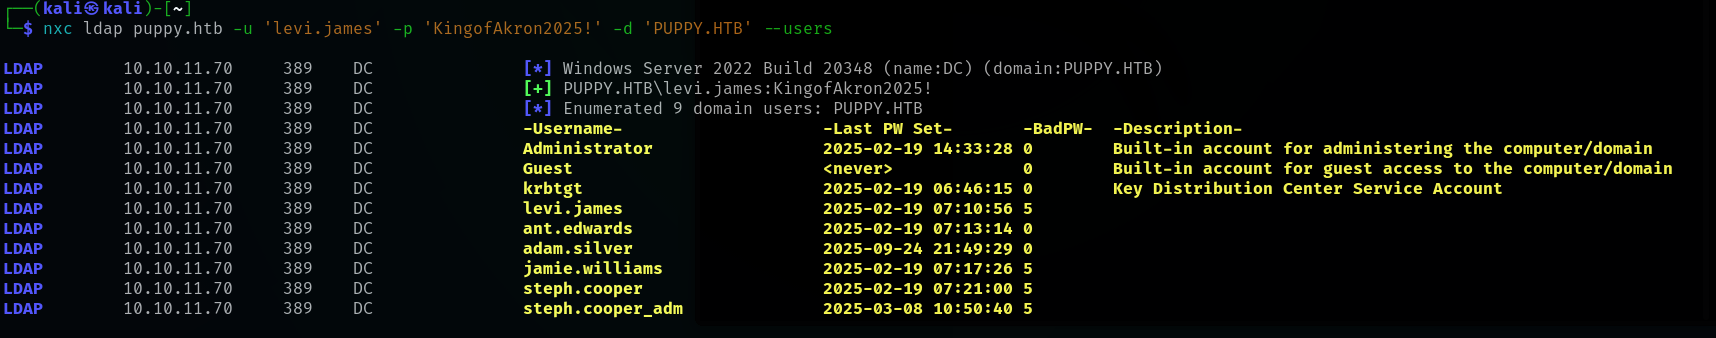 ┌──(kali㉿kali)-[~]
└─$ nxc ldap puppy.htb -u 'levi.james' -p 'KingofAkron2025!' -d 'PUPPY.HTB' --users
LDAP 10.10.11.70 389 DC [*] Windows Server 2022 Build 20348 (name:DC) (domain:PUPPY.HTB)
LDAP 10.10.11.70 389 DC [+] PUPPY.HTB\levi.james:KingofAkron2025!
LDAP 10.10.11.70 389 DC [*] Enumerated 9 domain users: PUPPY.HTB
LDAP 10.10.11.70 389 DC -Username- -Last PW Set- -BadPW- -Description-
LDAP 10.10.11.70 389 DC Administrator 2025-02-19 14:33:28 0 Built-in account for administering the computer/domain
LDAP 10.10.11.70 389 DC Guest <never> 0 Built-in account for guest access to the computer/domain
LDAP 10.10.11.70 389 DC krbtgt 2025-02-19 06:46:15 0 Key Distribution Center Service Account
LDAP 10.10.11.70 389 DC levi.james 2025-02-19 07:10:56 5
LDAP 10.10.11.70 389 DC ant.edwards 2025-02-19 07:13:14 0
LDAP 10.10.11.70 389 DC adam.silver 2025-09-24 21:49:29 0
LDAP 10.10.11.70 389 DC jamie.williams 2025-02-19 07:17:26 5
LDAP 10.10.11.70 389 DC steph.cooper 2025-02-19 07:21:00 5
LDAP 10.10.11.70 389 DC steph.cooper_adm 2025-03-08 10:50:40 5